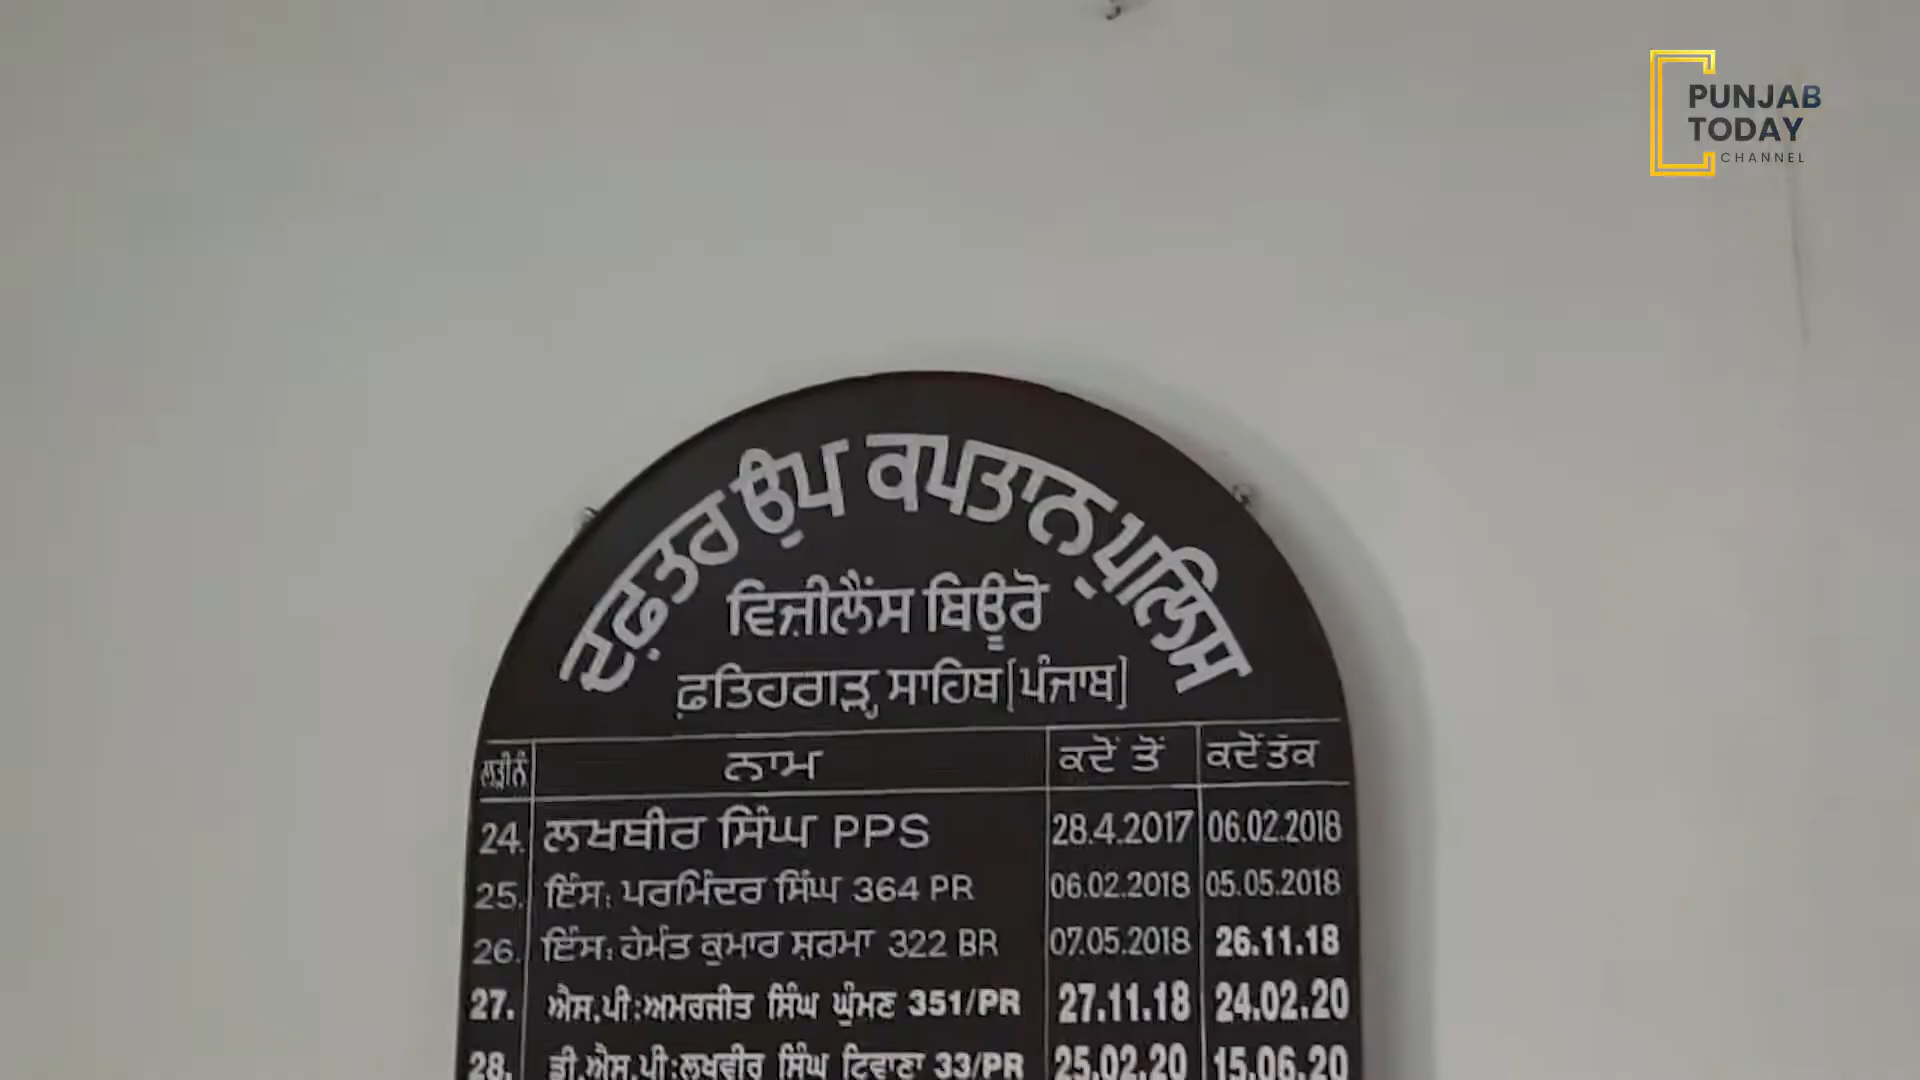 PUNJAB
TODAY
CHANNEL
ਦਫ਼ਤਰ ਉਪ ਕਪਤਾਨ ਪੁਲਿਸ
ਵਿਜ਼ੀਲੈਂਸ ਬਿਊਰੋ
ਫ਼ਤਿਹਗੜ੍ਹ ਸਾਹਿਬ [ਪੰਜਾਬ]
ਲੜੀਨੰ ਨਾਮ ਕਦੋਂ ਤੋਂ ਕਦੋਂ ਤੱਕ
24. ਲਖਬੀਰ ਸਿੰਘ PPS 28.4.2017 06.02.2018
25. ਇੰਸ: ਪਰਮਿੰਦਰ ਸਿੰਘ 364 PR 06.02.2018 05.05.2018
26. ਇੰਸ: ਹੇਮੰਤ ਕੁਮਾਰ ਸ਼ਰਮਾ 322 BR 07.05.2018 26.11.18
27. ਐਸ.ਪੀ:ਅਮਰਜੀਤ ਸਿੰਘ ਘੁੰਮਣ 351/PR 27.11.18 24.02.20
28. ਡੀ.ਐਸ.ਪੀ:ਲਖਵੀਰ ਸਿੰਘ ਟਿਵਾਣਾ 33/PR 25.02.20 15.06.20